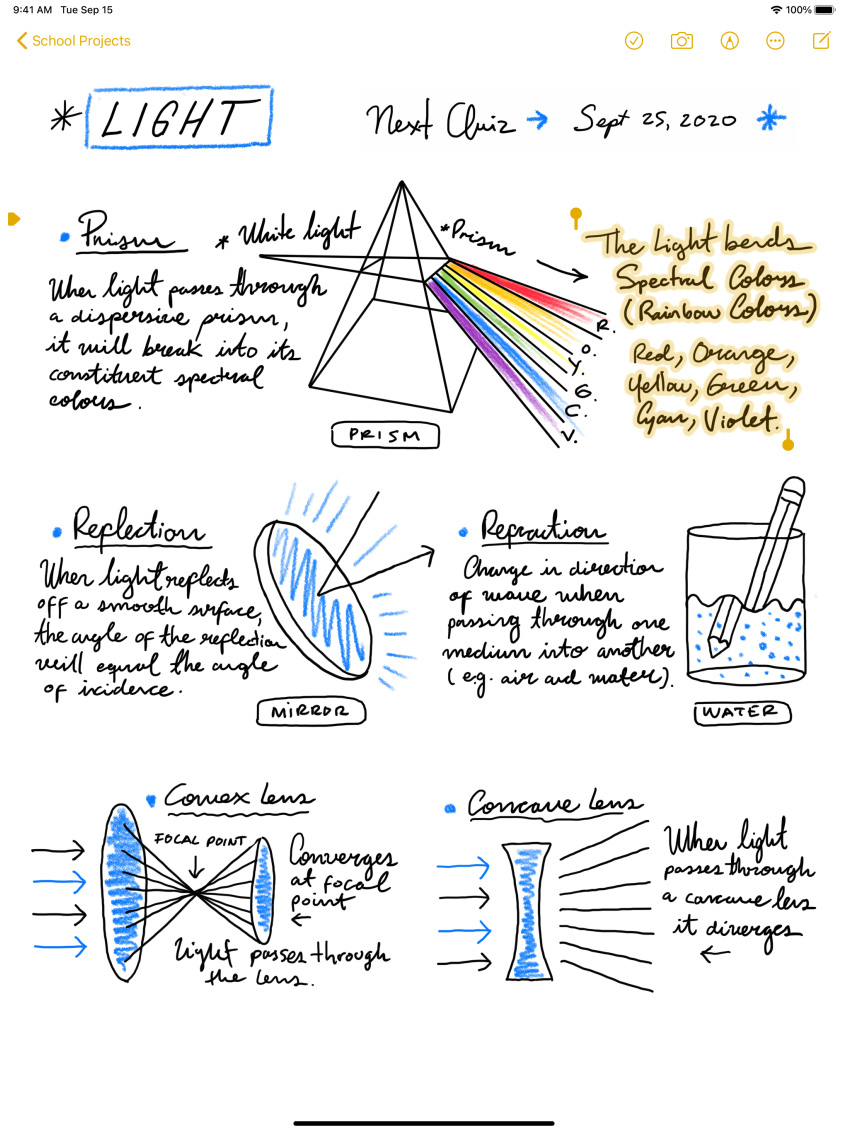 9:41 AM Tue Sep 15
100%
School Projects
* LIGHT
Next Quiz → Sept 25, 2020 *
• Prism
* White light
*Prism →
When light passes through
a dispersive prism,
it will break into its
constituent spectral
colours.
R.
O.
Y.
G.
C.
V.
PRISM
The Light bends
Spectral Colors
(Rainbow Colors)
Red, Orange,
Yellow, Green,
Cyan, Violet.
• Reflection
When light reflects
off a smooth surface,
the angle of the reflection
will equal the angle
of incidence.
MIRROR
• Refraction
Change in direction
of wave when
passing through one
medium into another
(e.g. air and water).
WATER
• Convex Lens
FOCAL POINT
Converges
at focal
point
←
Light passes through
the lens.
• Concave Lens
When light
passes through
a concave lens
it diverges
←